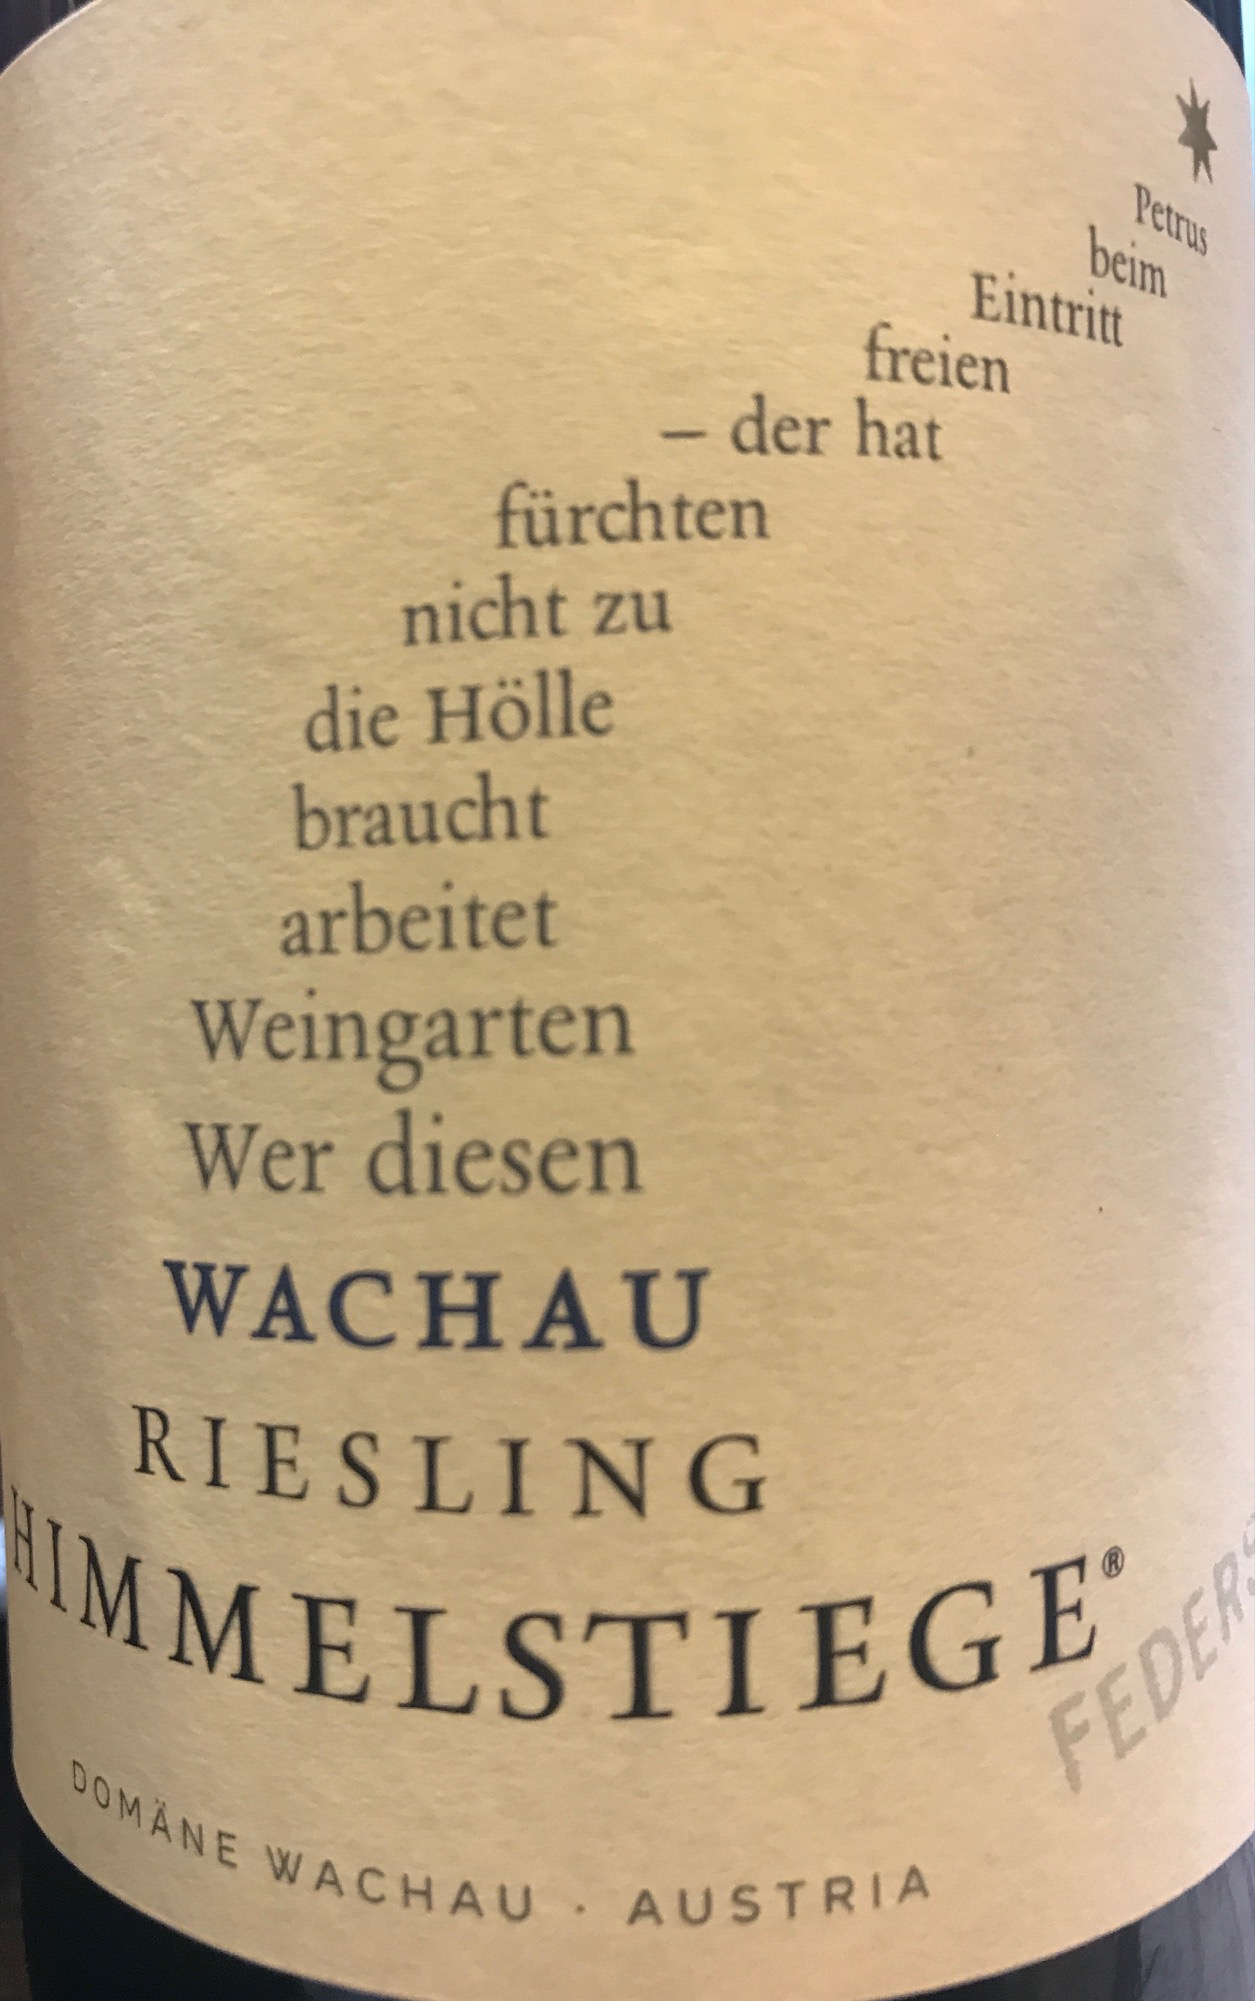 Petrus
beim
Eintritt
freien
– der hat
fürchten
nicht zu
die Hölle
braucht
arbeitet
Weingarten
Wer diesen
WACHAU
RIESLING
HIMMELSTIEGE®
DOMÄNE WACHAU · AUSTRIA